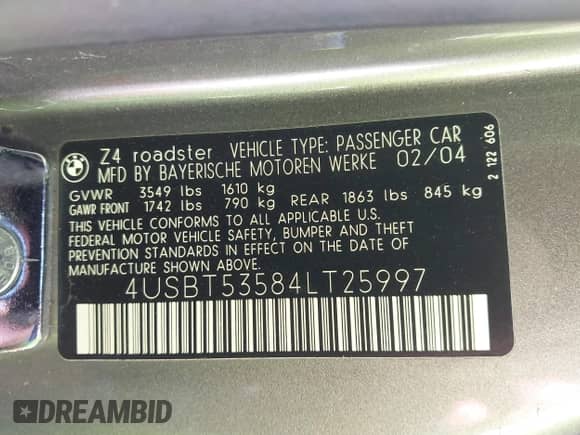 BMW
Z4 roadster VEHICLE TYPE: PASSENGER CAR
MFD BY BAYERISCHE MOTOREN WERKE 02/04
GVWR 3549 lbs 1610 kg
GAWR FRONT 1742 lbs 790 kg REAR 1863 lbs 845 kg
THIS VEHICLE CONFORMS TO ALL APPLICABLE U.S.
FEDERAL MOTOR VEHICLE SAFETY, BUMPER AND THEFT
PREVENTION STANDARDS IN EFFECT ON THE DATE OF
MANUFACTURE SHOWN ABOVE.
4USBT53584LT25997
2 122 606
DREAMBID